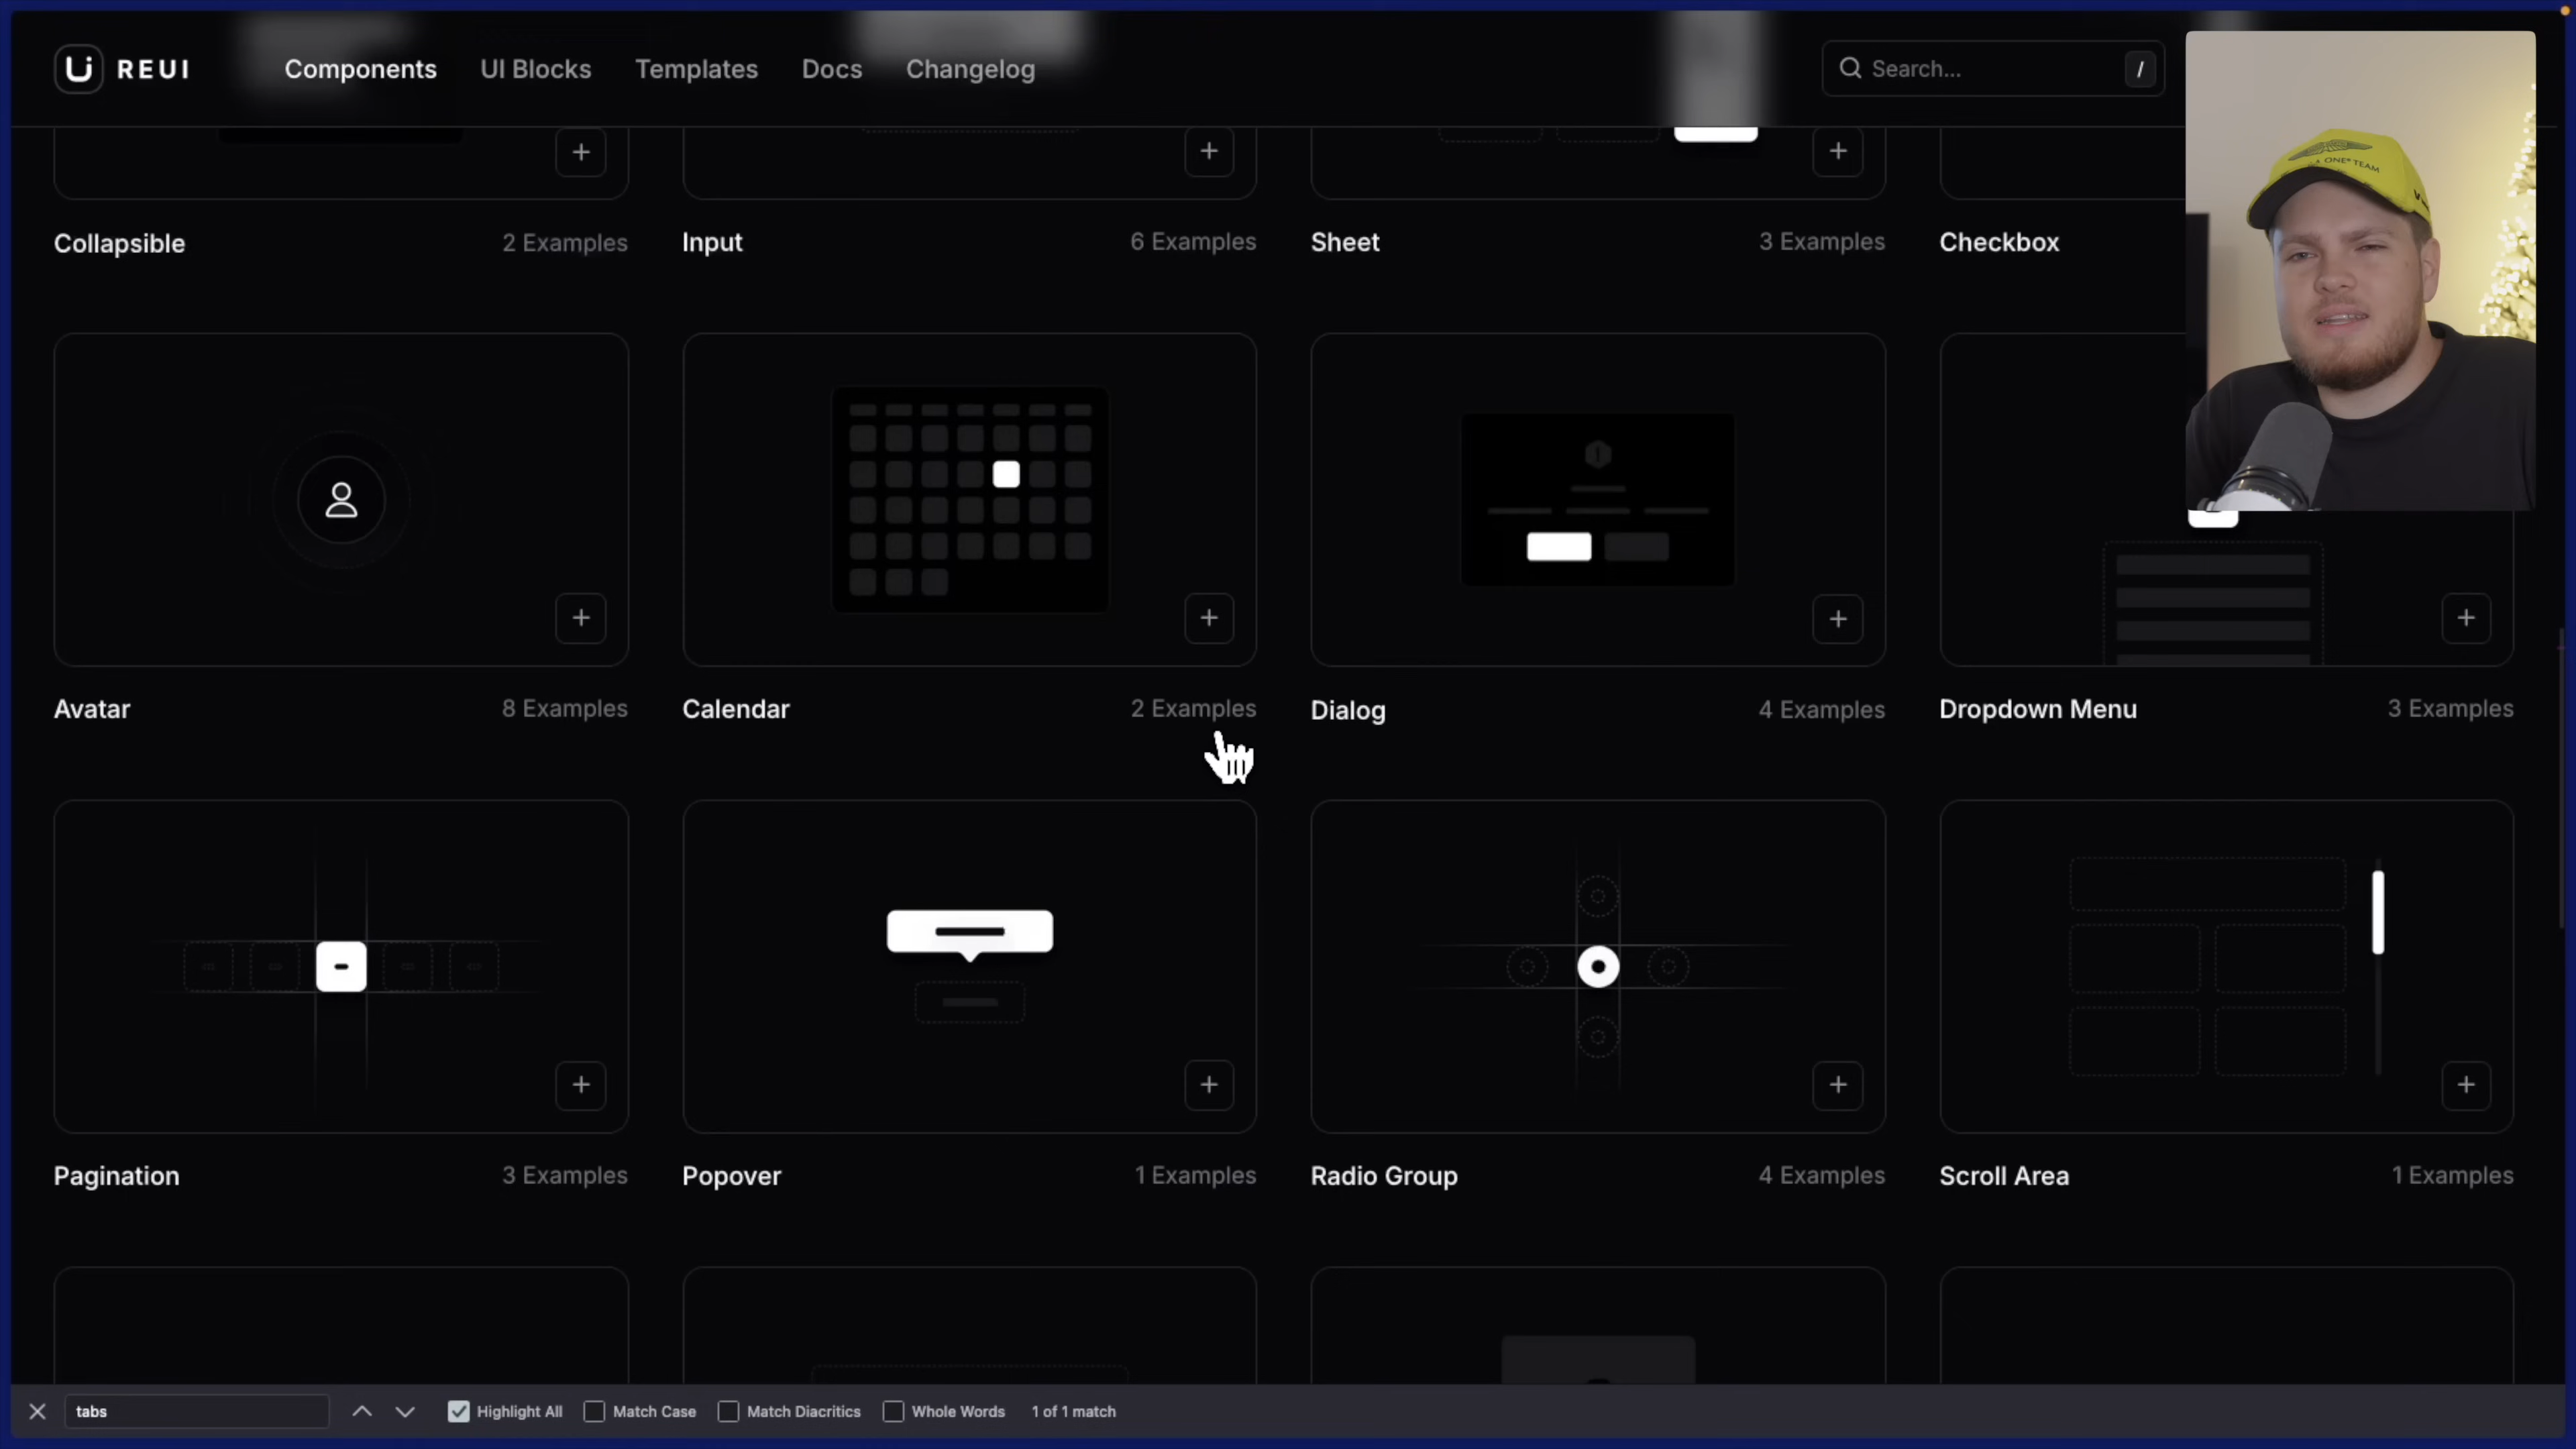 REUI Components UI Blocks Templates Docs Changelog Search... /
ONE TEAM
Collapsible 2 Examples Input 6 Examples Sheet 3 Examples Checkbox
Avatar 8 Examples Calendar 2 Examples Dialog 4 Examples Dropdown Menu 3 Examples
Pagination 3 Examples Popover 1 Examples Radio Group 4 Examples Scroll Area 1 Examples
tabs Highlight All Match Case Match Diacritics Whole Words 1 of 1 match